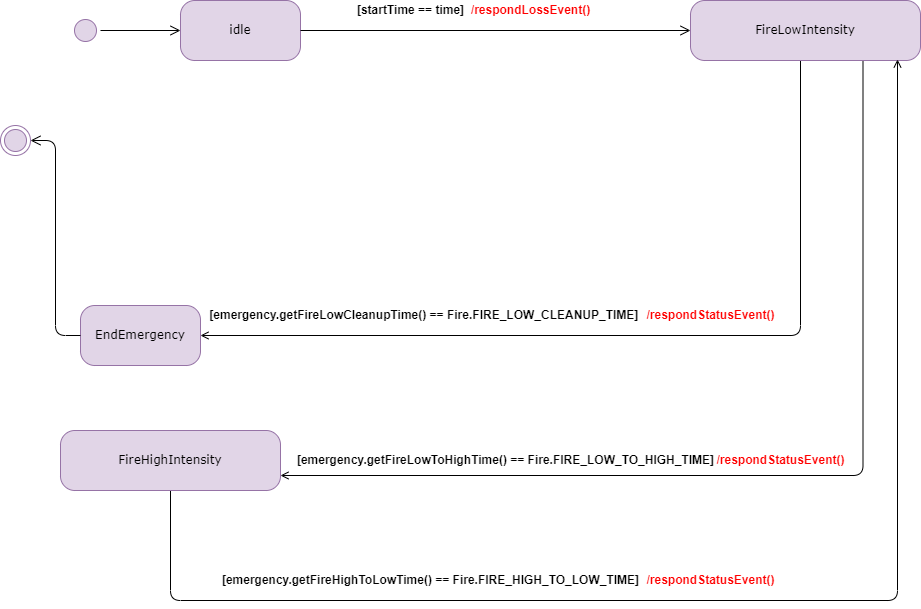 [startTime == time] /respondLossEvent()
idle
FireLowIntensity
[emergency.getFireLowCleanupTime() == Fire.FIRE_LOW_CLEANUP_TIME] /respondStatusEvent()
EndEmergency
FireHighIntensity
[emergency.getFireLowToHighTime() == Fire.FIRE_LOW_TO_HIGH_TIME] /respondStatusEvent()
[emergency.getFireHighToLowTime() == Fire.FIRE_HIGH_TO_LOW_TIME] /respondStatusEvent()